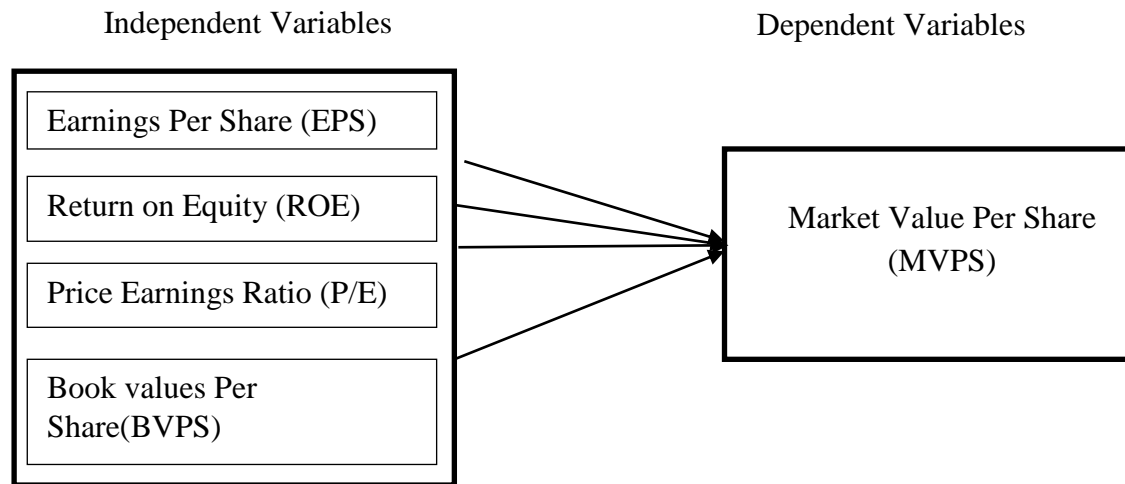 Independent Variables
Dependent Variables
Earnings Per Share (EPS)
Return on Equity (ROE)
Price Earnings Ratio (P/E)
Book values Per
Share(BVPS)
Market Value Per Share
(MVPS)